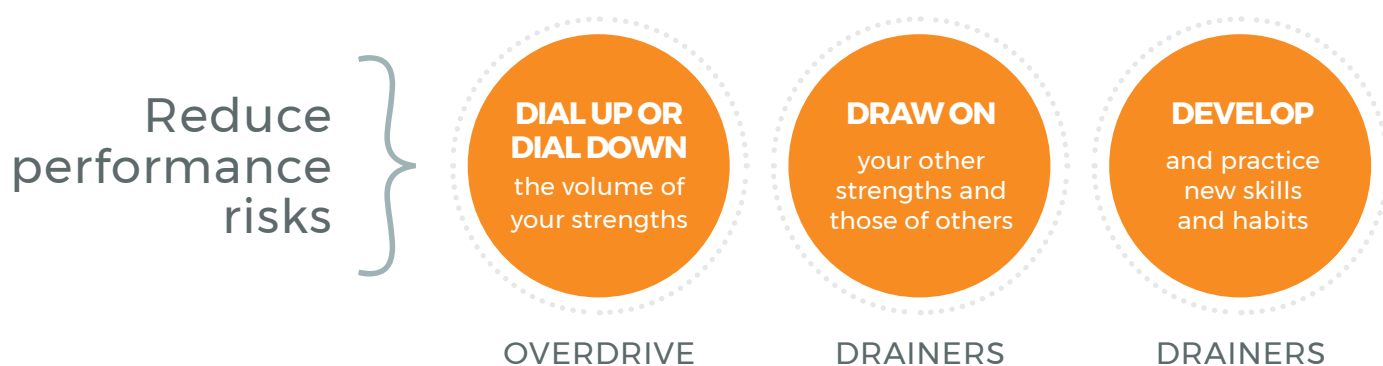 Reduce
performance
risks
DIAL UP OR
DIAL DOWN
the volume of
your strengths
OVERDRIVE
DRAW ON
your other
strengths and
those of others
DRAINERS
DEVELOP
and practice
new skills
and habits
DRAINERS